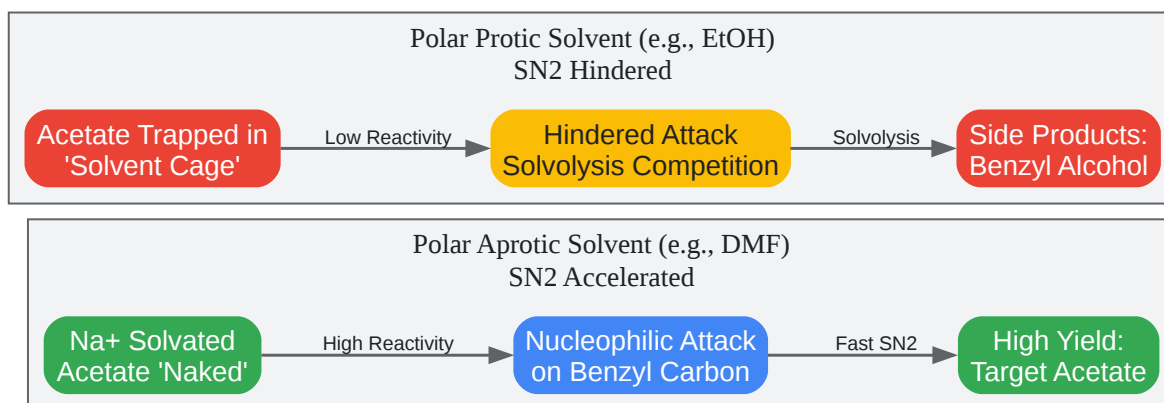 Polar Protic Solvent (e.g., EtOH)
SN2 Hindered
Acetate Trapped in
'Solvent Cage'
Low Reactivity
Hindered Attack
Solvolysis Competition
Solvolysis
Side Products:
Benzyl Alcohol
Polar Aprotic Solvent (e.g., DMF)
SN2 Accelerated
Na+ Solvated
Acetate 'Naked'
High Reactivity
Nucleophilic Attack
on Benzyl Carbon
Fast SN2
High Yield:
Target Acetate